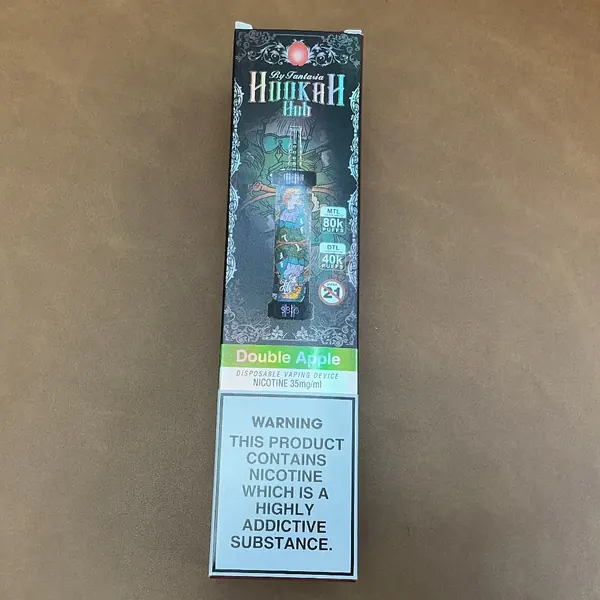 By Fantasia
HOOKAH
Hub
MTL
80k
PUFFS
DTL
40k
PUFFS
21
Double Apple
DISPOSABLE VAPING DEVICE
NICOTINE 35mg/ml
WARNING
THIS PRODUCT
CONTAINS
NICOTINE
WHICH IS A
HIGHLY
ADDICTIVE
SUBSTANCE.